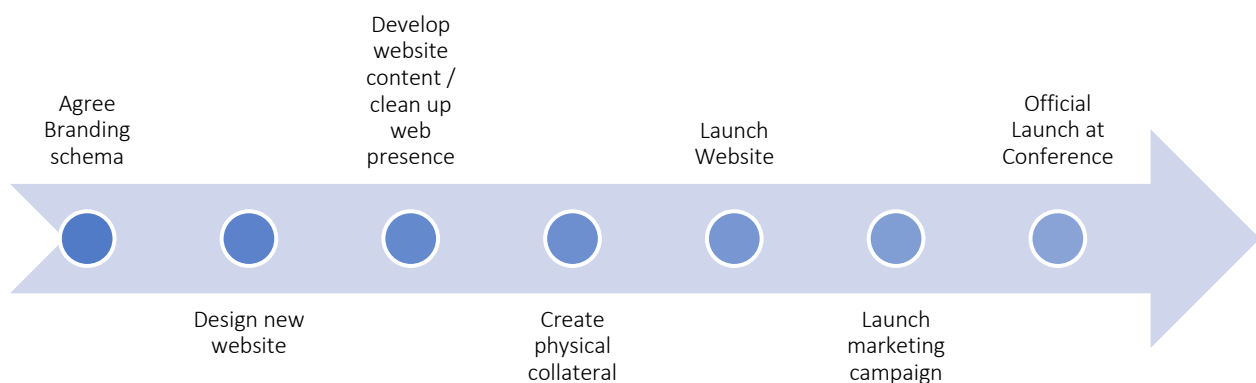 Agree
Branding
schema
Design new
website
Develop
website
content /
clean up
web
presence
Create
physical
collateral
Launch
Website
Launch
marketing
campaign
Official
Launch at
Conference